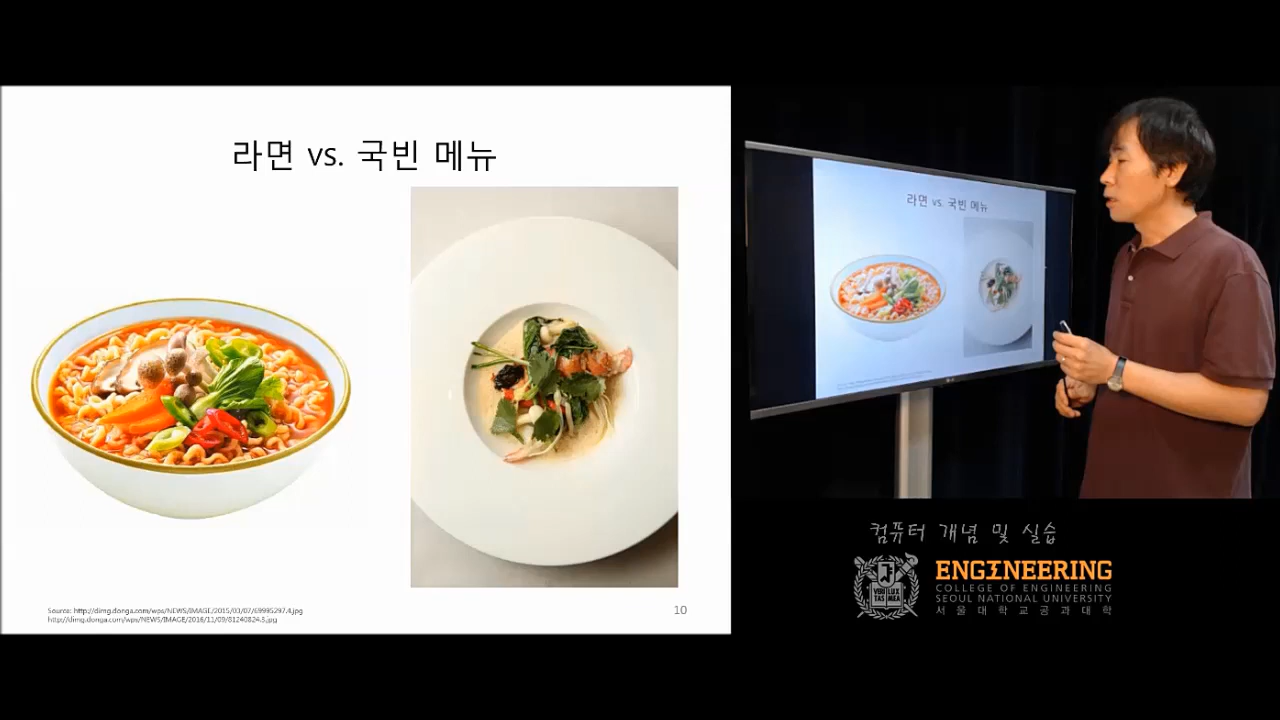 라면 vs. 국빈 메뉴
Source: http://dimg.donga.com/wps/NEWS/IMAGE/2015/03/07/69995297.4.jpg
http://dimg.donga.com/wps/NEWS/IMAGE/2016/11/09/81240824.5.jpg
10
라면 vs. 국빈 메뉴
컴퓨터 개념 및 실습
ENGINEERING
COLLEGE OF ENGINEERING
SEOUL NATIONAL UNIVERSITY
서울대학교공과대학